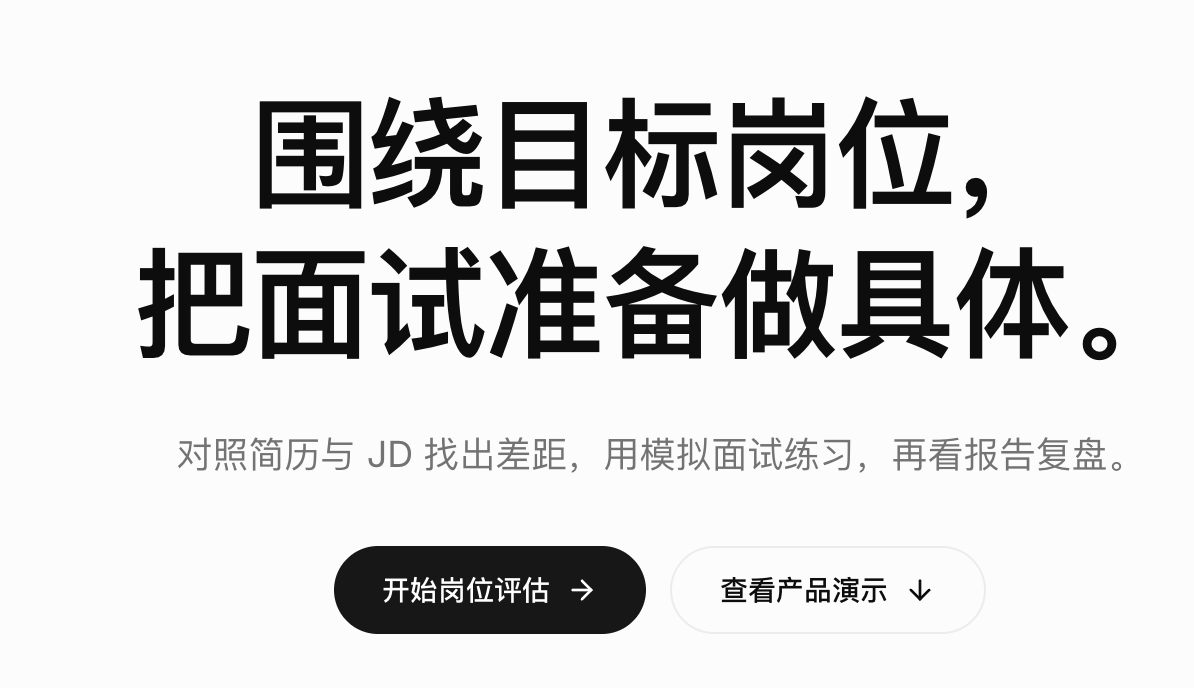 围绕目标岗位，
把面试准备做具体。
对照简历与 JD 找出差距，用模拟面试练习，再看报告复盘。
开始岗位评估 →
查看产品演示 ↓